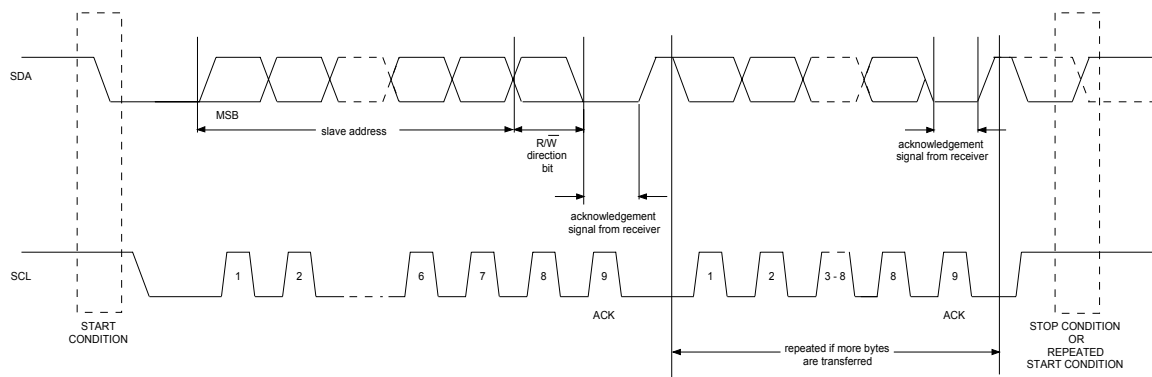 SDA
MSB
slave address
R/W
direction
bit
acknowledgement
signal from receiver
acknowledgement
signal from receiver
SCL
1
2
6
7
8
9
1
2
3 - 8
8
9
ACK
ACK
START
CONDITION
STOP CONDITION
OR
REPEATED
START CONDITION
repeated if more bytes
are transferred